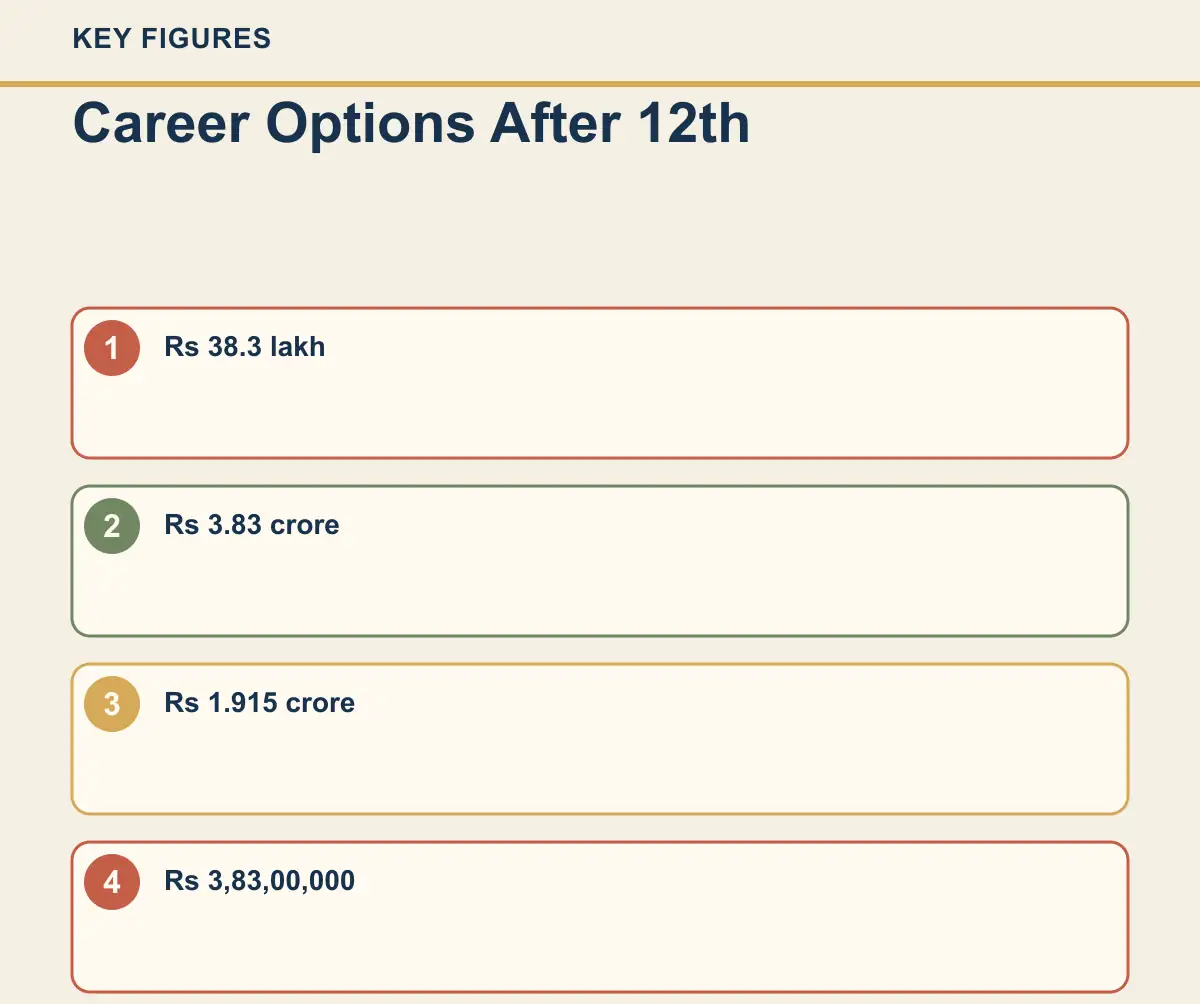 KEY FIGURES
Career Options After 12th
1 Rs 38.3 lakh
2 Rs 3.83 crore
3 Rs 1.915 crore
4 Rs 3,83,00,000